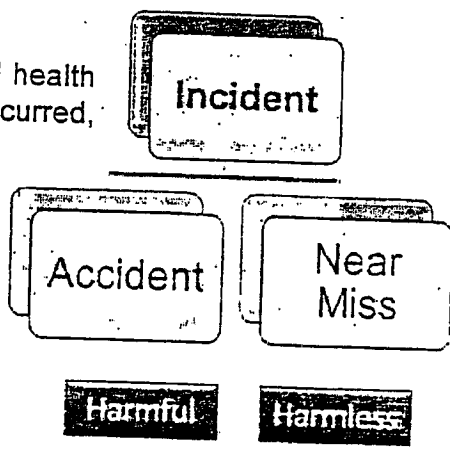 health
curred,
Incident
Accident
Near
Miss
Harmful
Harmless